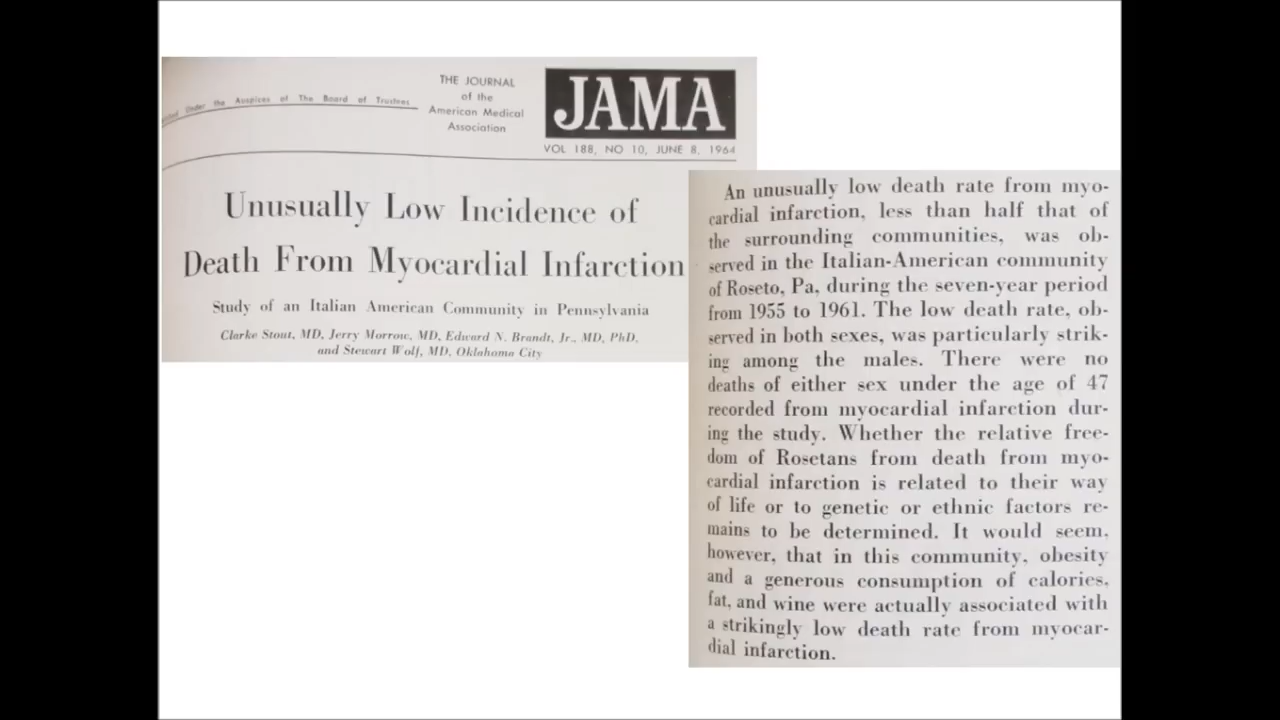 Under the Auspices of The Board of Trustees
THE JOURNAL
of the
American Medical
Association
JAMA
VOL 188, NO 10, JUNE 8, 1964
Unusually Low Incidence of
Death From Myocardial Infarction
Study of an Italian American Community in Pennsylvania
Clarke Stout, MD, Jerry Morrow, MD, Edward N. Brandt, Jr., MD, PhD,
and Stewart Wolf, MD, Oklahoma City
An unusually low death rate from myo-
cardial infarction, less than half that of
the surrounding communities, was ob-
served in the Italian-American community
of Roseto, Pa, during the seven-year period
from 1955 to 1961. The low death rate, ob-
served in both sexes, was particularly strik-
ing among the males. There were no
deaths of either sex under the age of 47
recorded from myocardial infarction dur-
ing the study. Whether the relative free-
dom of Rosetans from death from myo-
cardial infarction is related to their way
of life or to genetic or ethnic factors re-
mains to be determined. It would seem,
however, that in this community, obesity
and a generous consumption of calories,
fat, and wine were actually associated with
a strikingly low death rate from myocar-
dial infarction.